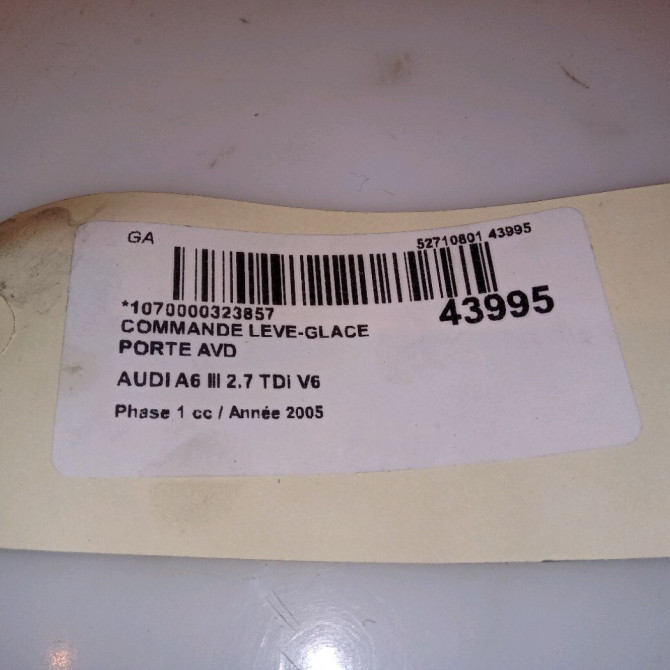 GA
52710801 43995
*1070000323857
43995
COMMANDE LEVE-GLACE
PORTE AVD
AUDI A6 III 2.7 TDi V6
Phase 1 cc / Année 2005